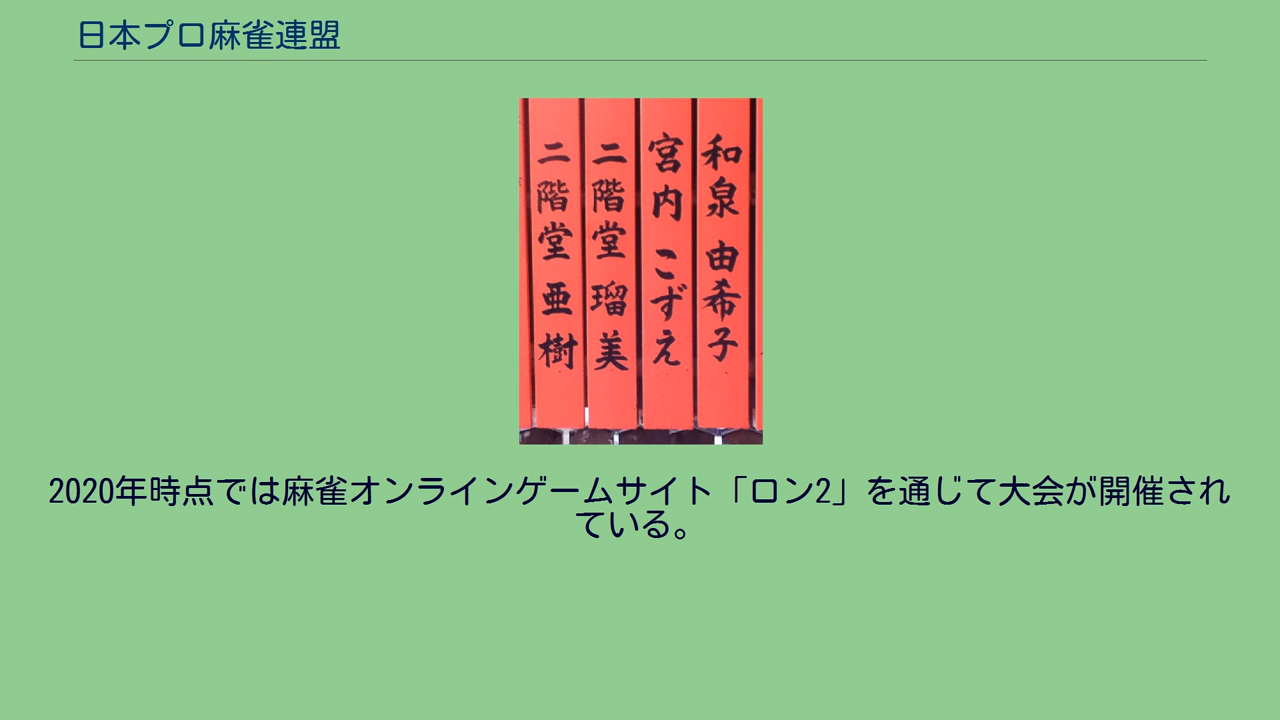 日本プロ麻雀連盟
和泉 由希子
宮内 こずえ
二階堂 瑠美
二階堂 亜樹
2020年時点では麻雀オンラインゲームサイト「ロン2」を通じて大会が開催され
ている。